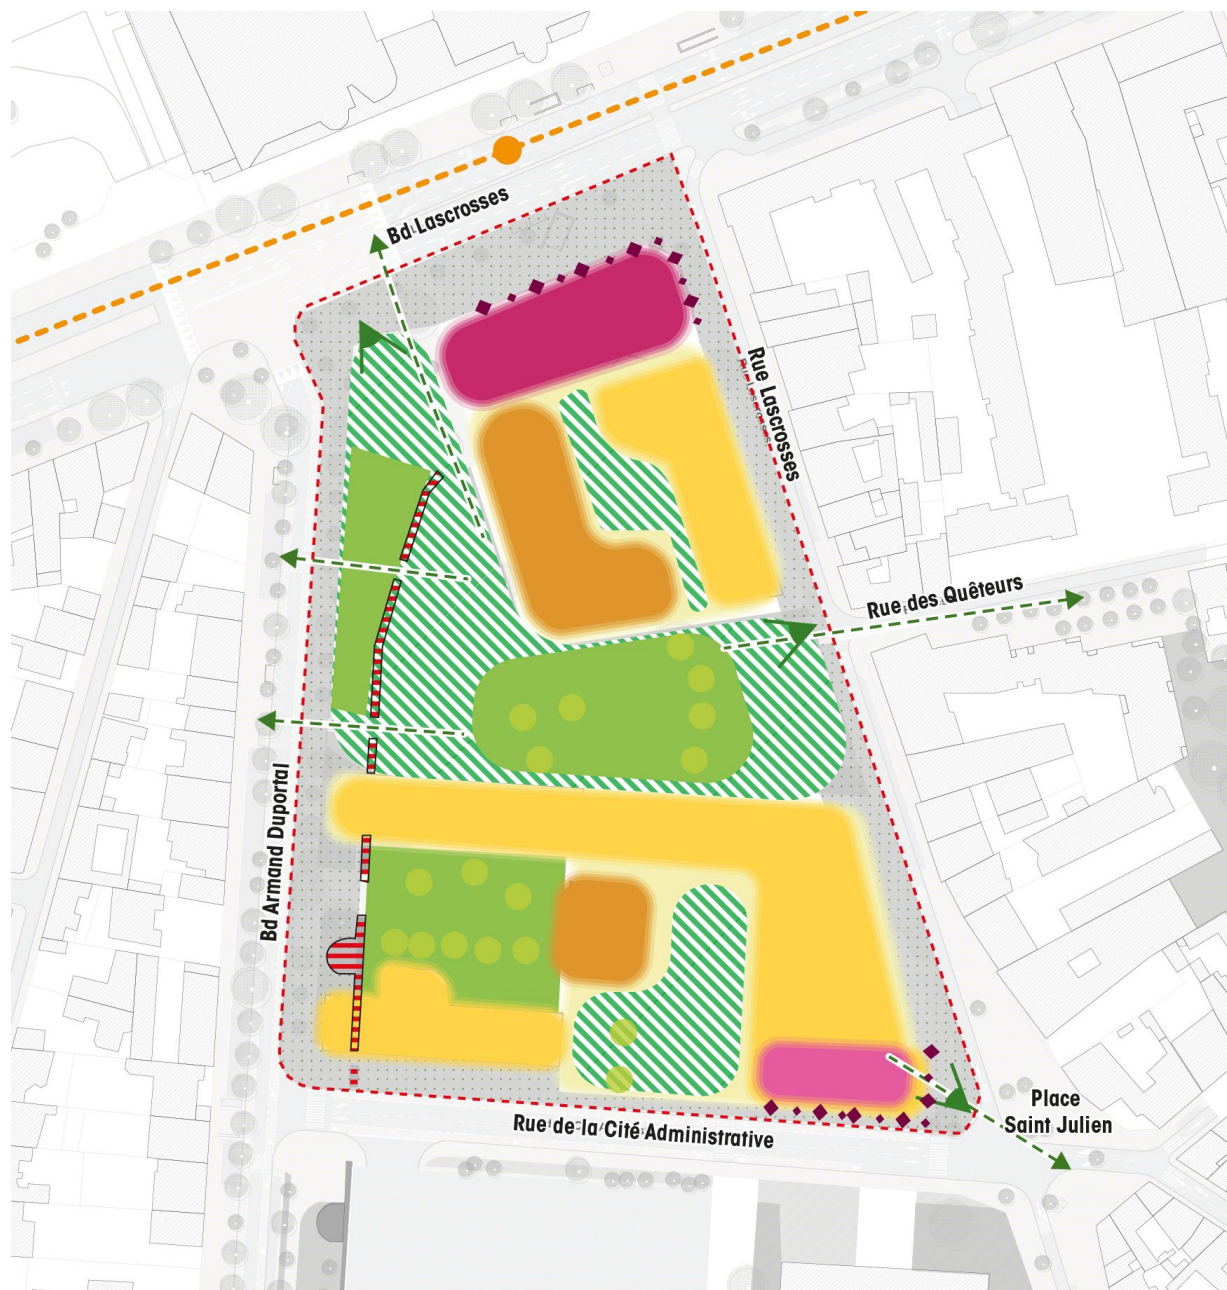 Bd Lascrosses
Rue Lascrosses
Rue des Quêteurs
Bd Armand Duportal
Place
Saint Julien
Rue de la Cité Administrative